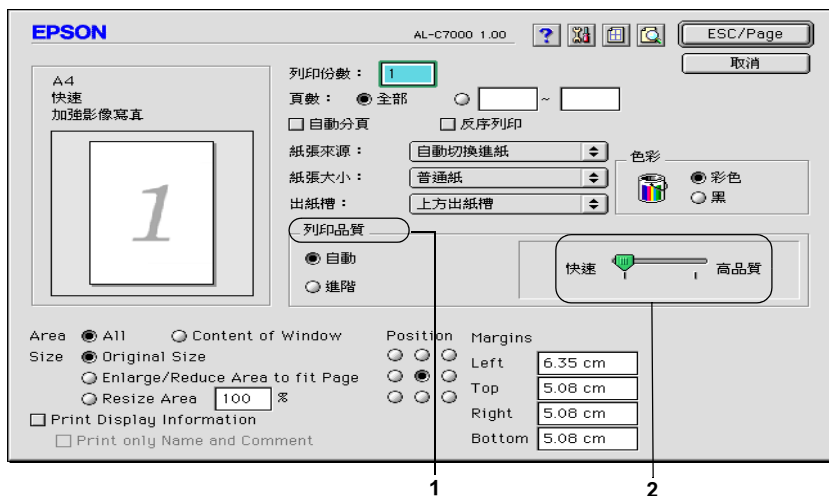 EPSON
AL-C7000 1.00
ESC/Page
取消
A4
快速
加強影像寫真
1
列印份數： 1
頁數： 全部 ~
自動分頁 反序列印
紙張來源： 自動切換進紙
紙張大小： 普通紙
出紙槽： 上方出紙槽
色彩
彩色
黑
列印品質
自動
進階
快速 高品質
Area All Content of Window
Size Original Size
Enlarge/Reduce Area to fit Page
Resize Area 100 %
Print Display Information
Print only Name and Comment
Position
Margins
Left 6.35 cm
Top 5.08 cm
Right 5.08 cm
Bottom 5.08 cm
1 2